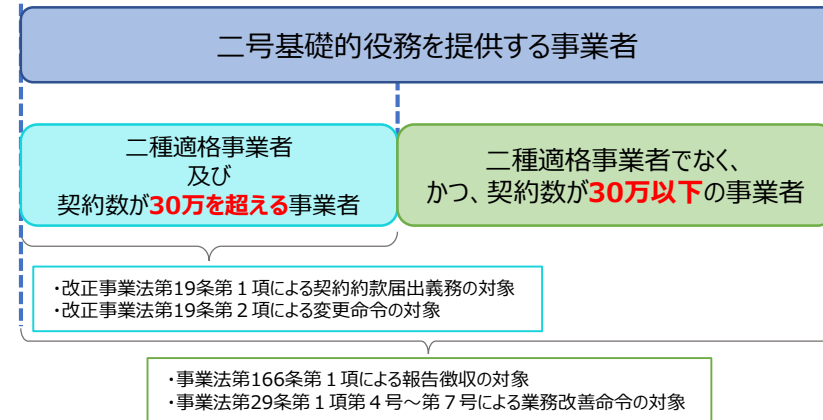 二号基礎的役務を提供する事業者
二種適格事業者
及び
契約数が30万を超える事業者
二種適格事業者でなく、
かつ、契約数が30万以下の事業者
・改正事業法第19条第１項による契約約款届出義務の対象
・改正事業法第19条第２項による変更命令の対象
・事業法第166条第１項による報告徴収の対象
・事業法第29条第１項第４号～第７号による業務改善命令の対象